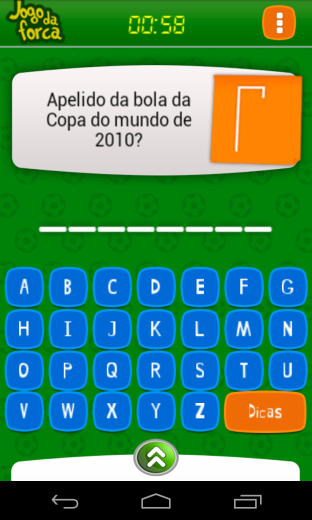 Jogo da
forca
00:58
Apelido da bola da
Copa do mundo de
2010?
A B C D E F G
H I J K L M N
O P Q R S T U
V W X Y Z Dicas